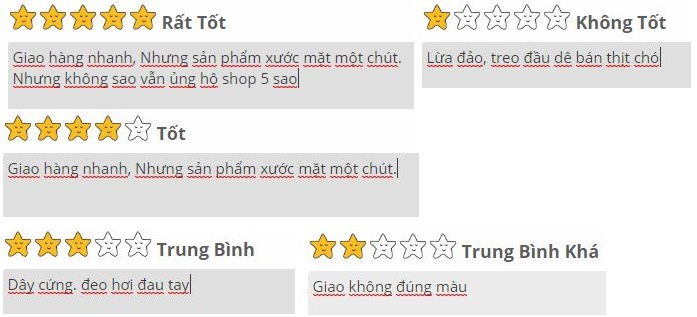 Rất Tốt
Giao hàng nhanh, Nhưng sản phẩm xước mặt một chút.
Nhưng không sao vẫn ủng hộ shop 5 sao
Không Tốt
Lừa đảo, treo đầu dê bán thịt chó
Tốt
Giao hàng nhanh, Nhưng sản phẩm xước mặt một chút.
Trung Bình
Dây cứng. đeo hơi đau tay
Trung Bình Khá
Giao không đúng màu